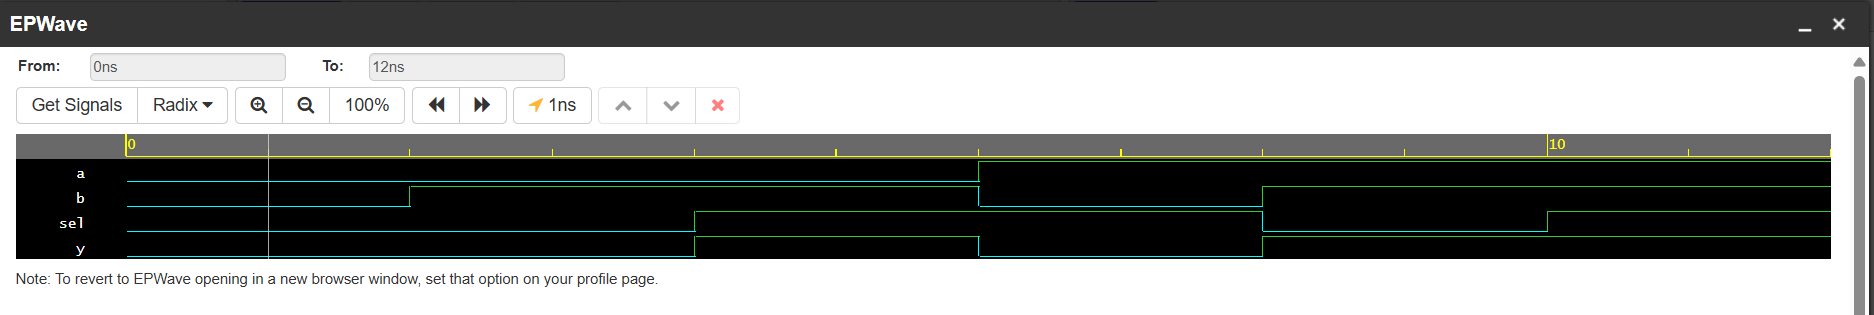 EPWave
From: 0ns To: 12ns
Get Signals Radix 100% 1ns
0 10
a
b
sel
y
Note: To revert to EPWave opening in a new browser window, set that option on your profile page.